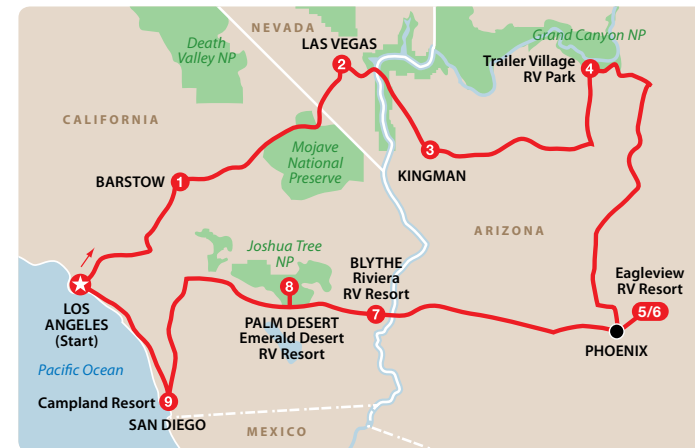 NEVADA
Death
Valley NP
LAS VEGAS
2
Grand Canyon NP
Trailer Village
RV Park
4
CALIFORNIA
Mojave
National
Preserve
3
KINGMAN
BARSTOW
1
ARIZONA
Joshua Tree
NP
8
BLYTHE
Riviera
RV Resort
7
Eagleview
RV Resort
5/6
LOS
ANGELES
(Start)
PALM DESERT
Emerald Desert
RV Resort
PHOENIX
Pacific Ocean
Campland Resort
9
SAN DIEGO
MEXICO